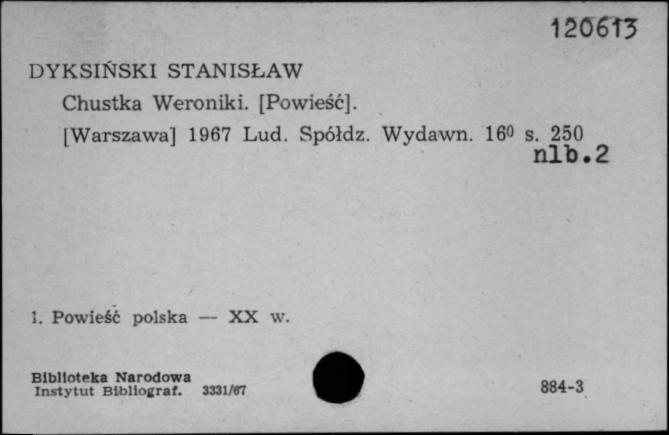 120613
DYKSIŃSKI STANISŁAW
Chustka Weroniki. [Powieść].
[Warszawa] 1967 Lud. Spółdz. Wydawn. 16⁰ s. 250
nlb.2
1. Powieść polska — XX w.
Biblioteka Narodowa
Instytut Bibliograf. 3331/67
884-3